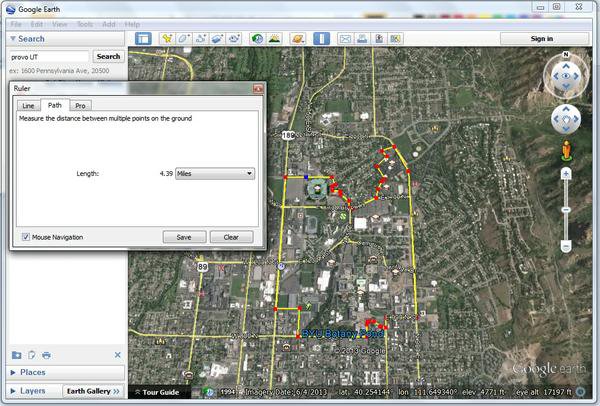 Google Earth
File Edit View Tools Add Help
Search
Sign in
provo UT
Search
ex: 1600 Pennsylvania Ave, 20500
Ruler
Line Path Pro
Measure the distance between multiple points on the ground
Length: 4.39 Miles
Mouse Navigation
Save Clear
N
189
89
BYU Botany Pond
© 2013 Google
Google earth
Places
Layers
Earth Gallery >>
Tour Guide
1994 Imagery Date: 6/4/2013 lat 40.254144° lon -111.649340° elev 4771 ft eye alt 17197 ft